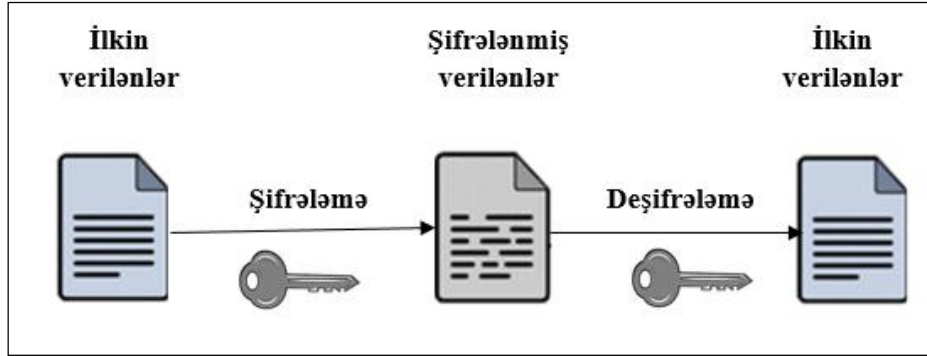 İlkin
verilənlər
Şifrələnmiş
verilənlər
İlkin
verilənlər
Şifrələmə
Deşifrələmə